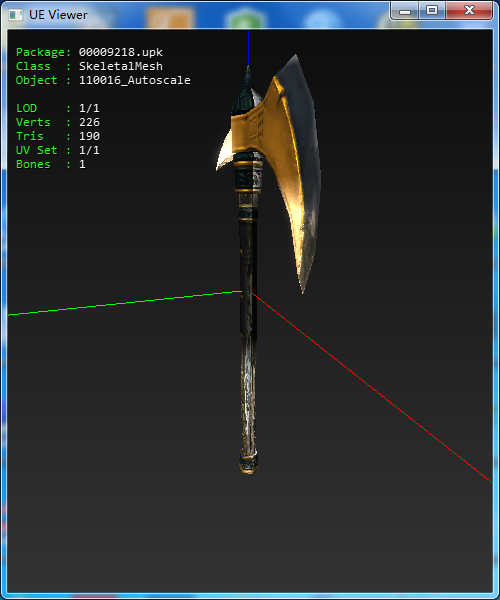 UE Viewer
Package: 00009218.upk
Class : SkeletalMesh
Object : 110016_Autoscale
LOD : 1/1
Verts : 226
Tris : 190
UV Set : 1/1
Bones : 1